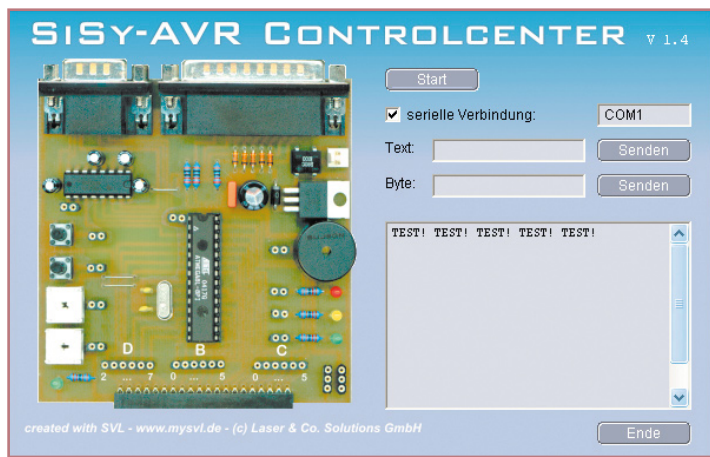 SiSy-AVR CONTROLCENTER V 1.4
Start
serielle Verbindung: COM1
Text: Senden
Byte: Senden
TEST! TEST! TEST! TEST! TEST!
D B C
2 ... 7 0 ... 5 0 ... 5
created with SVL - www.mysvl.de - (c) Laser & Co. Solutions GmbH
Ende